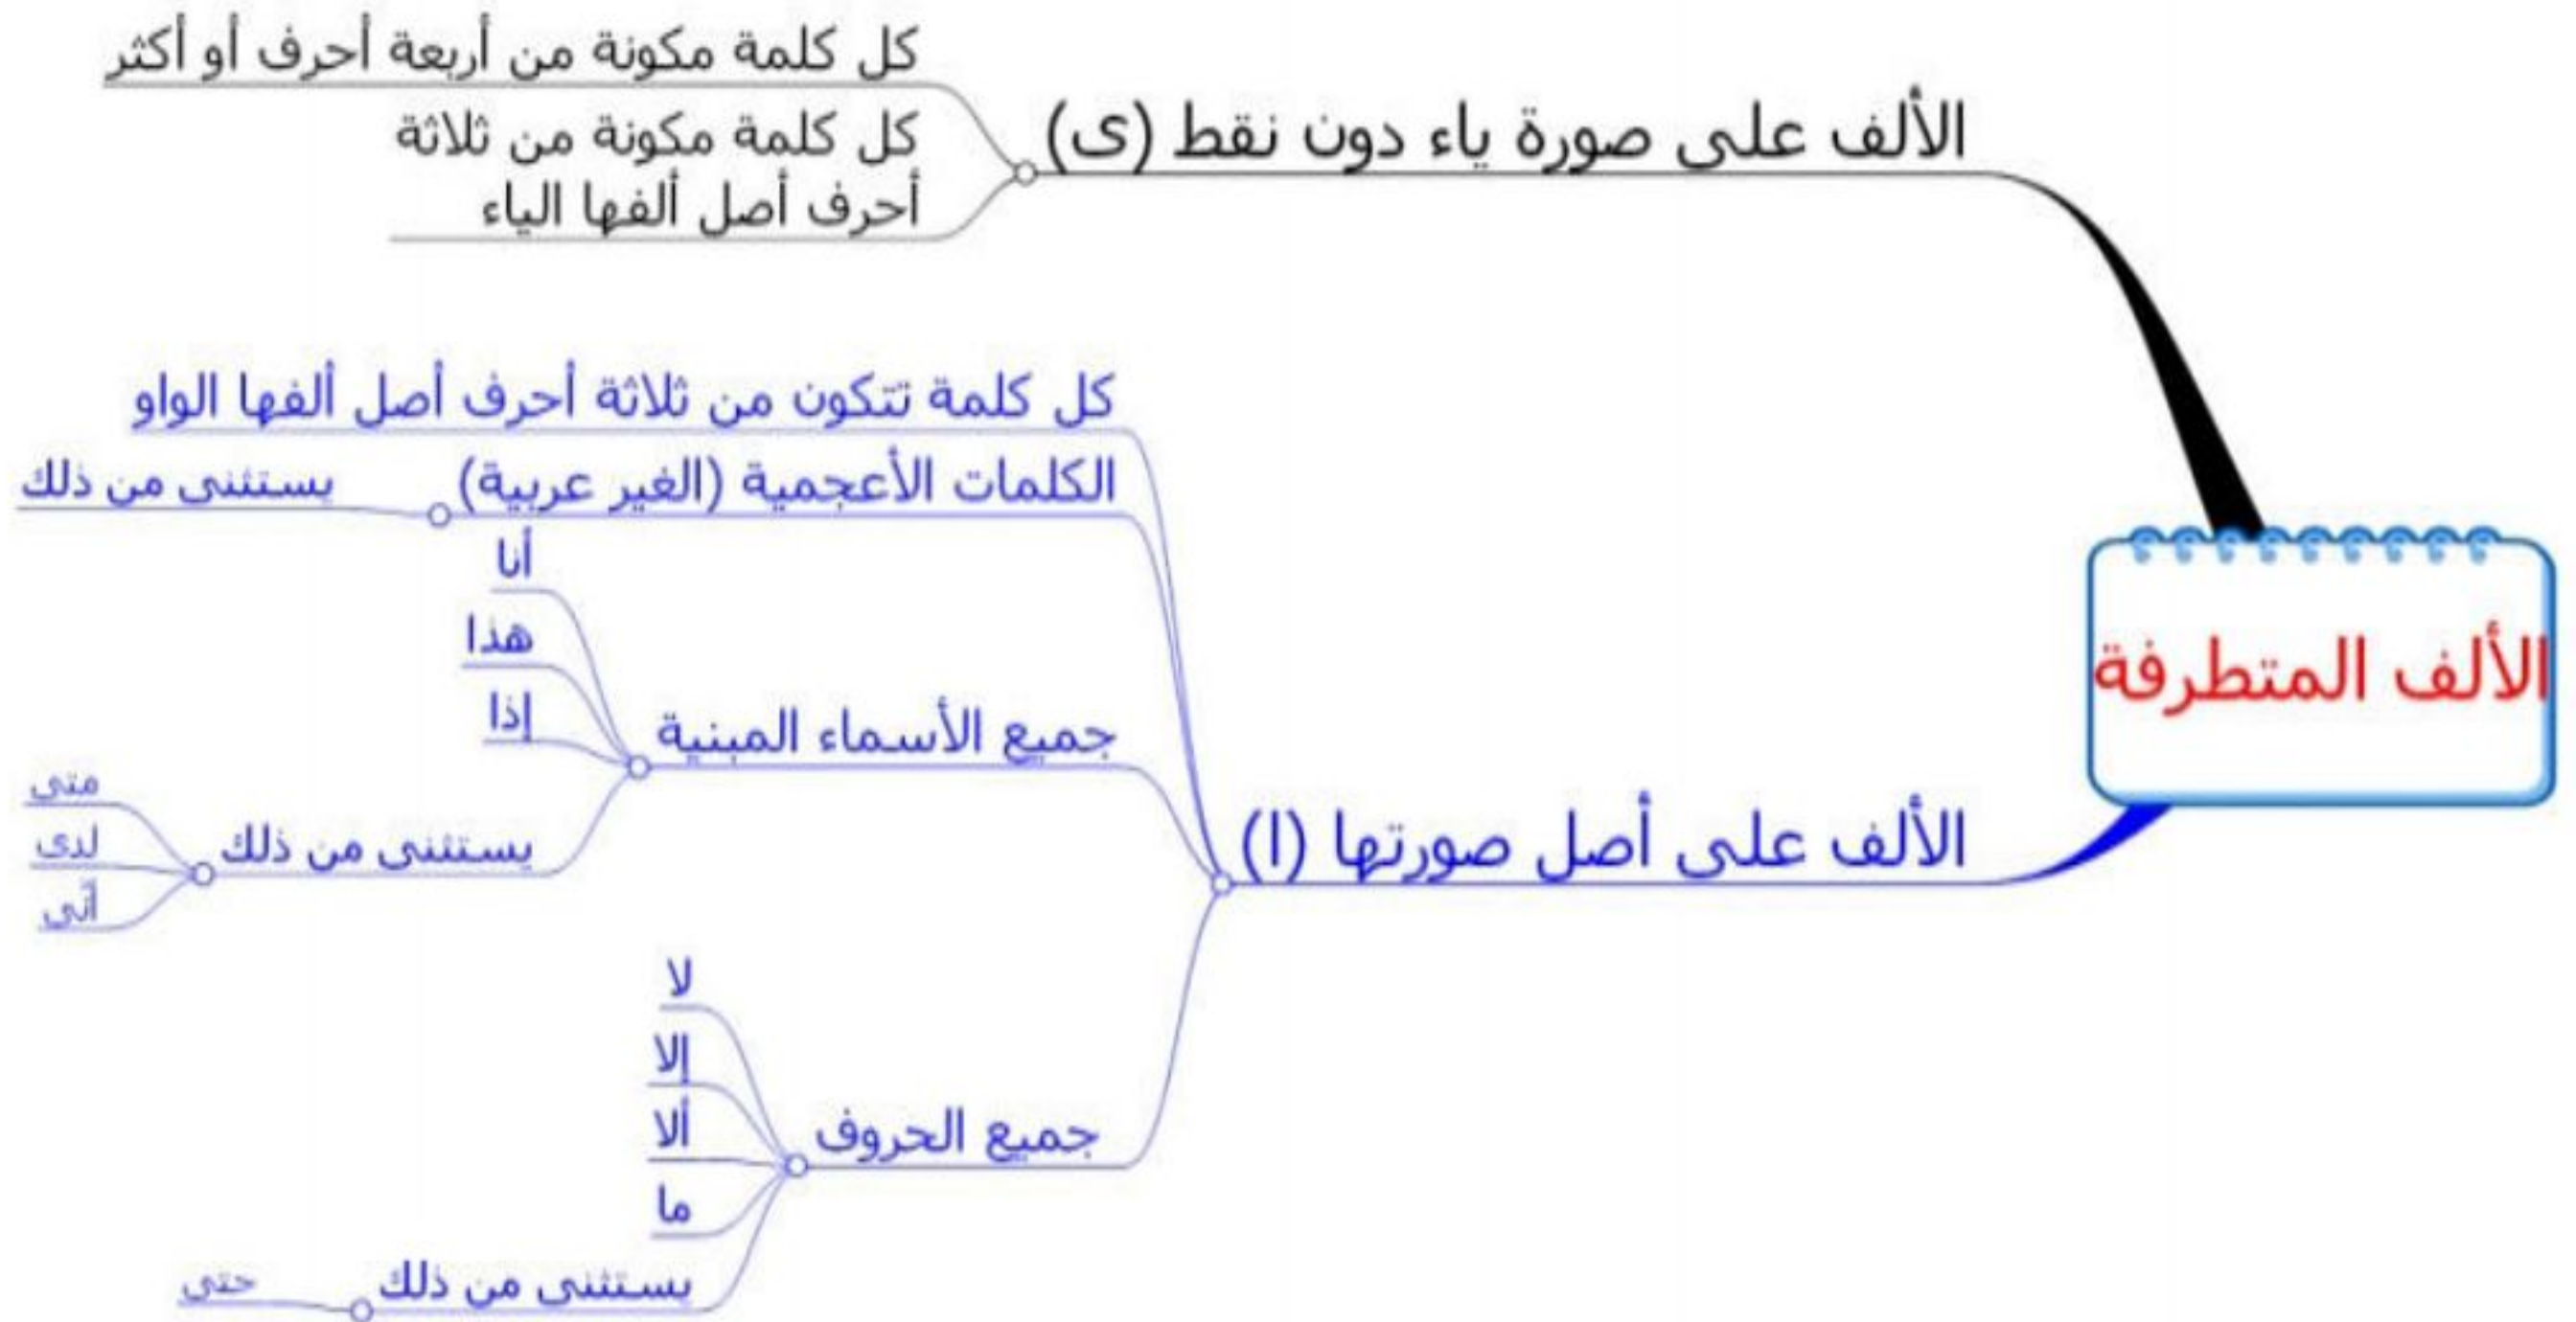 الألف المتطرفة
الألف على صورة ياء دون نقط (ى)
كل كلمة مكونة من أربعة أحرف أو أكثر
كل كلمة مكونة من ثلاثة
أحرف أصل ألفها الياء
الألف على أصل صورتها (ا)
كل كلمة تتكون من ثلاثة أحرف أصل ألفها الواو
الكلمات الأعجمية (الغير عربية)
يستثنى من ذلك
جميع الأسماء المبنية
أنا
هذا
إذا
يستثنى من ذلك
متى
لدى
أنّى
جميع الحروف
لا
إلا
ألا
ما
يستثنى من ذلك
حتى